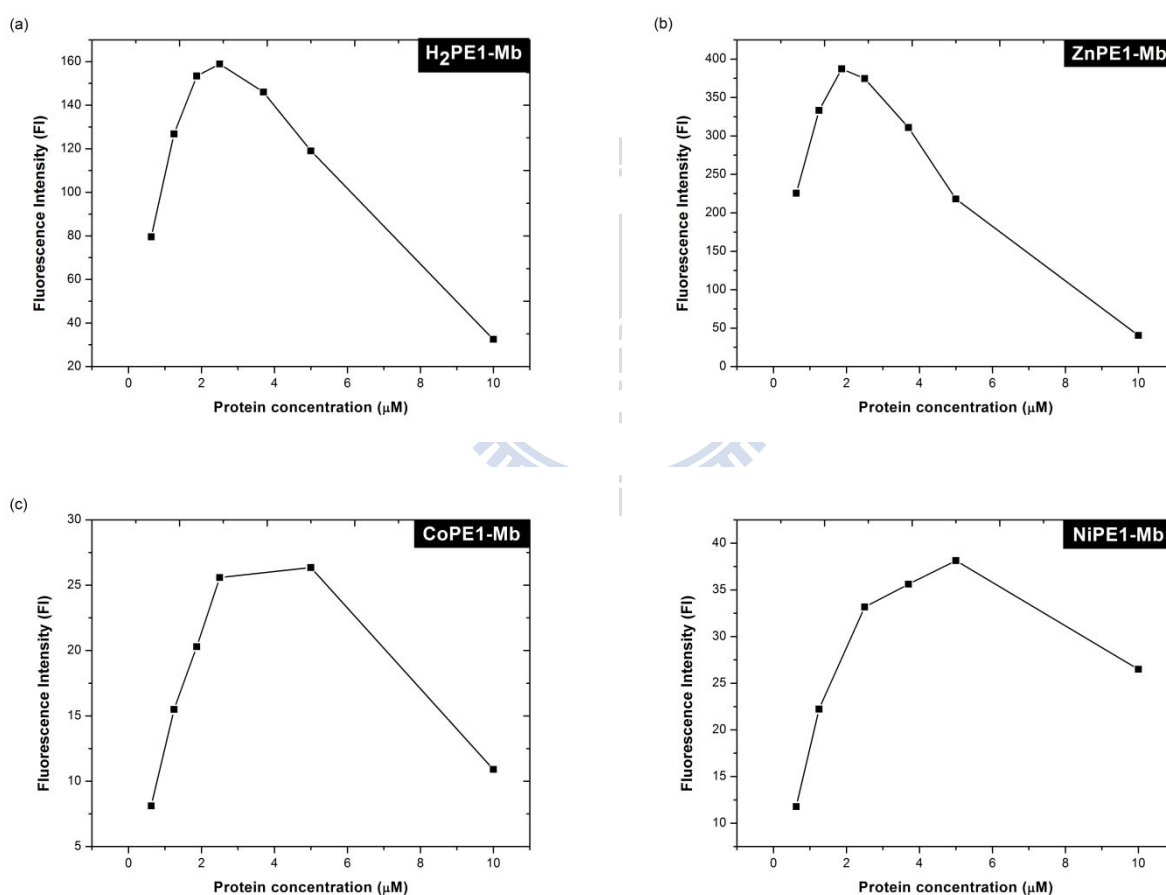 (a)
H₂PE1-Mb
Fluorescence Intensity (FI)
160
140
120
100
80
60
40
20
0 2 4 6 8 10
Protein concentration (μM)
(b)
ZnPE1-Mb
Fluorescence Intensity (FI)
400
350
300
250
200
150
100
50
0
0 2 4 6 8 10
Protein concentration (μM)
(c)
CoPE1-Mb
Fluorescence Intensity (FI)
30
25
20
15
10
5
0 2 4 6 8 10
Protein concentration (μM)
NiPE1-Mb
Fluorescence Intensity (FI)
40
35
30
25
20
15
10
0 2 4 6 8 10
Protein concentration (μM)